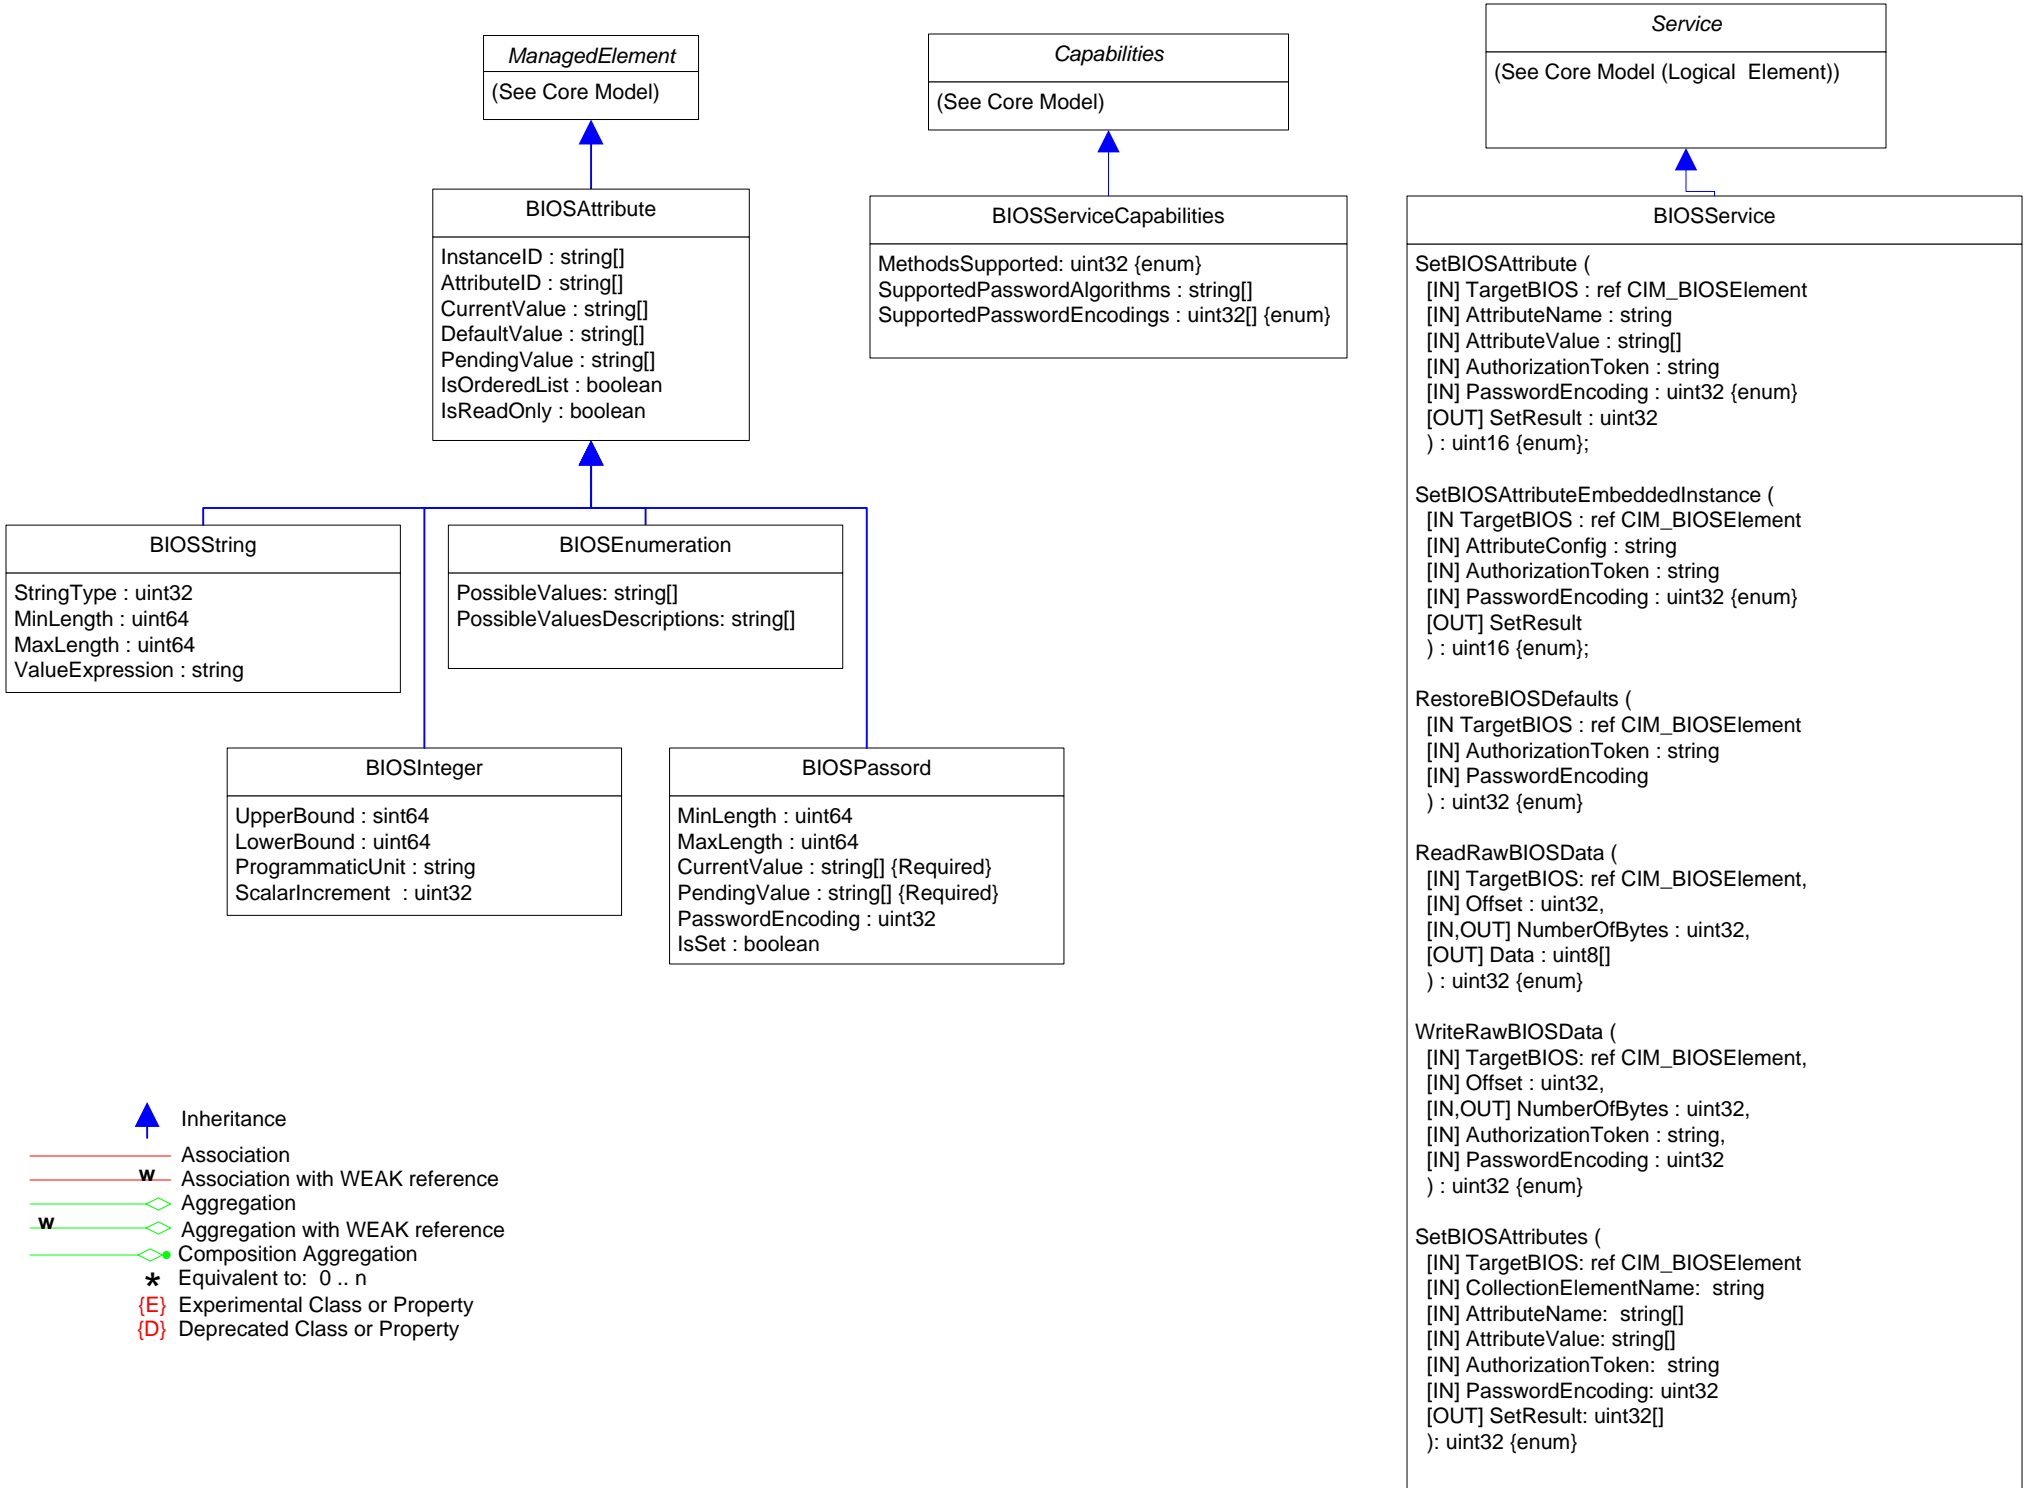 ManagedElement
(See Core Model)
Capabilities
(See Core Model)
Service
(See Core Model (Logical  Element))
BIOSAttribute
InstanceID : string[]
AttributeID : string[]
CurrentValue : string[]
DefaultValue : string[]
PendingValue : string[]
IsOrderedList : boolean
IsReadOnly : boolean
BIOSServiceCapabilities
MethodsSupported: uint32 {enum}
SupportedPasswordAlgorithms : string[]
SupportedPasswordEncodings : uint32[] {enum}
BIOSString
StringType : uint32
MinLength : uint64
MaxLength : uint64
ValueExpression : string
BIOSEnumeration
PossibleValues: string[]
PossibleValuesDescriptions: string[]
BIOSInteger
UpperBound : sint64
LowerBound : uint64
ProgrammaticUnit : string
ScalarIncrement  : uint32
BIOSPassord
MinLength : uint64
MaxLength : uint64
CurrentValue : string[] {Required}
PendingValue : string[] {Required}
PasswordEncoding : uint32
IsSet : boolean
BIOSService
SetBIOSAttribute (
[IN] TargetBIOS : ref CIM_BIOSElement
[IN] AttributeName : string
[IN] AttributeValue : string[]
[IN] AuthorizationToken : string
[IN] PasswordEncoding : uint32 {enum}
[OUT] SetResult : uint32
) : uint16 {enum};
SetBIOSAttributeEmbeddedInstance (
[IN TargetBIOS : ref CIM_BIOSElement
[IN] AttributeConfig : string
[IN] AuthorizationToken : string
[IN] PasswordEncoding : uint32 {enum}
[OUT] SetResult
) : uint16 {enum};
RestoreBIOSDefaults (
[IN TargetBIOS : ref CIM_BIOSElement
[IN] AuthorizationToken : string
[IN] PasswordEncoding
) : uint32 {enum}
ReadRawBIOSData (
[IN] TargetBIOS: ref CIM_BIOSElement,
[IN] Offset : uint32,
[IN,OUT] NumberOfBytes : uint32,
[OUT] Data : uint8[]
) : uint32 {enum}
WriteRawBIOSData (
[IN] TargetBIOS: ref CIM_BIOSElement,
[IN] Offset : uint32,
[IN,OUT] NumberOfBytes : uint32,
[IN] AuthorizationToken : string,
[IN] PasswordEncoding : uint32
) : uint32 {enum}
SetBIOSAttributes (
[IN] TargetBIOS: ref CIM_BIOSElement
[IN] CollectionElementName:  string
[IN] AttributeName:  string[]
[IN] AttributeValue: string[]
[IN] AuthorizationToken:  string
[IN] PasswordEncoding: uint32
[OUT] SetResult: uint32[]
): uint32 {enum}
Inheritance
Association
w Association with WEAK reference
Aggregation
w Aggregation with WEAK reference
Composition Aggregation
* Equivalent to:  0 .. n
{E} Experimental Class or Property
{D} Deprecated Class or Property